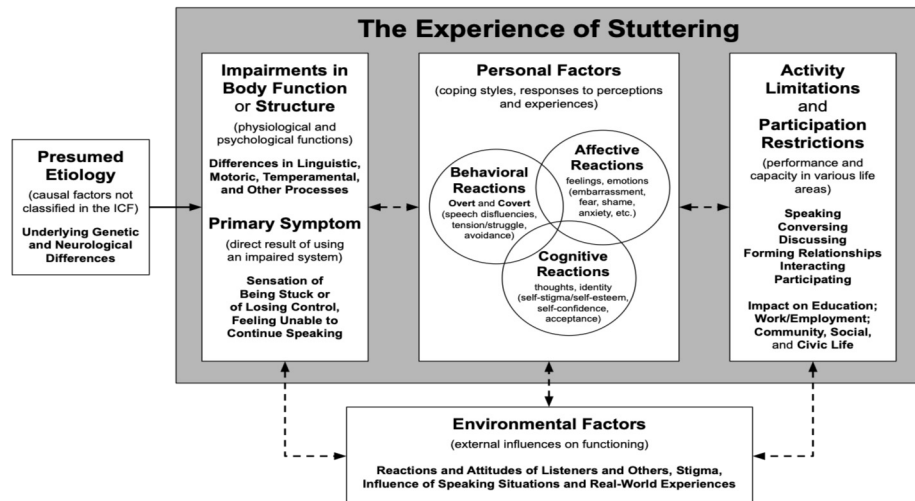 The Experience of Stuttering
Presumed Etiology
(causal factors not
classified in the ICF)
Underlying Genetic
and Neurological
Differences
Impairments in
Body Function
or Structure
(physiological and
psychological functions)
Differences in Linguistic,
Motoric, Temperamental,
and Other Processes
Primary Symptom
(direct result of using
an impaired system)
Sensation of
Being Stuck or
of Losing Control,
Feeling Unable to
Continue Speaking
Personal Factors
(coping styles, responses to perceptions
and experiences)
Behavioral
Reactions
Overt and Covert
(speech disfluencies,
tension/struggle,
avoidance)
Affective
Reactions
feelings, emotions
(embarrassment,
fear, shame,
anxiety, etc.)
Cognitive
Reactions
thoughts, identity
(self-stigma/self-esteem,
self-confidence,
acceptance)
Activity
Limitations
and
Participation
Restrictions
(performance and
capacity in various life
areas)
Speaking
Conversing
Discussing
Forming Relationships
Interacting
Participating
Impact on Education;
Work/Employment;
Community, Social,
and Civic Life
Environmental Factors
(external influences on functioning)
Reactions and Attitudes of Listeners and Others, Stigma,
Influence of Speaking Situations and Real-World Experiences